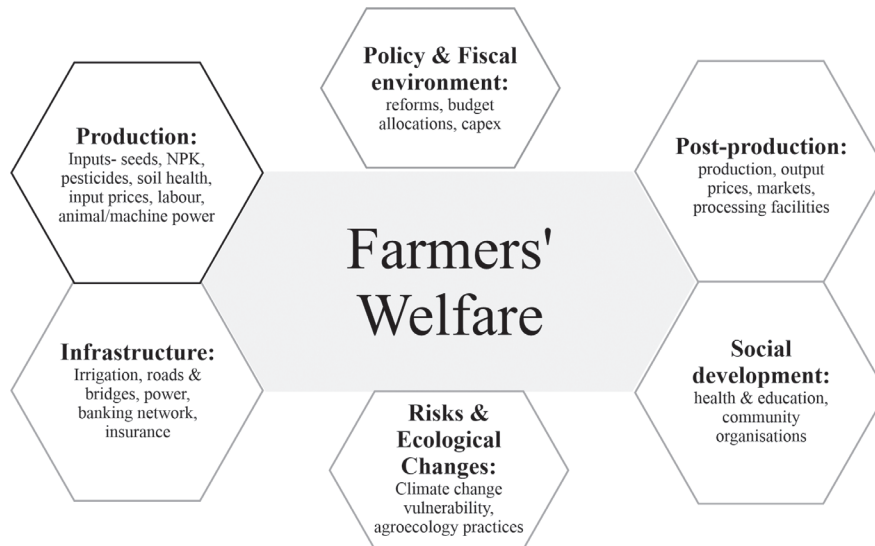 Policy & Fiscal
environment:
reforms, budget
allocations, capex
Production:
Inputs- seeds, NPK,
pesticides, soil health,
input prices, labour,
animal/machine power
Post-production:
production, output
prices, markets,
processing facilities
Farmers'
Welfare
Infrastructure:
Irrigation, roads &
bridges, power,
banking network,
insurance
Social
development:
health & education,
community
organisations
Risks &
Ecological
Changes:
Climate change
vulnerability,
agroecology practices